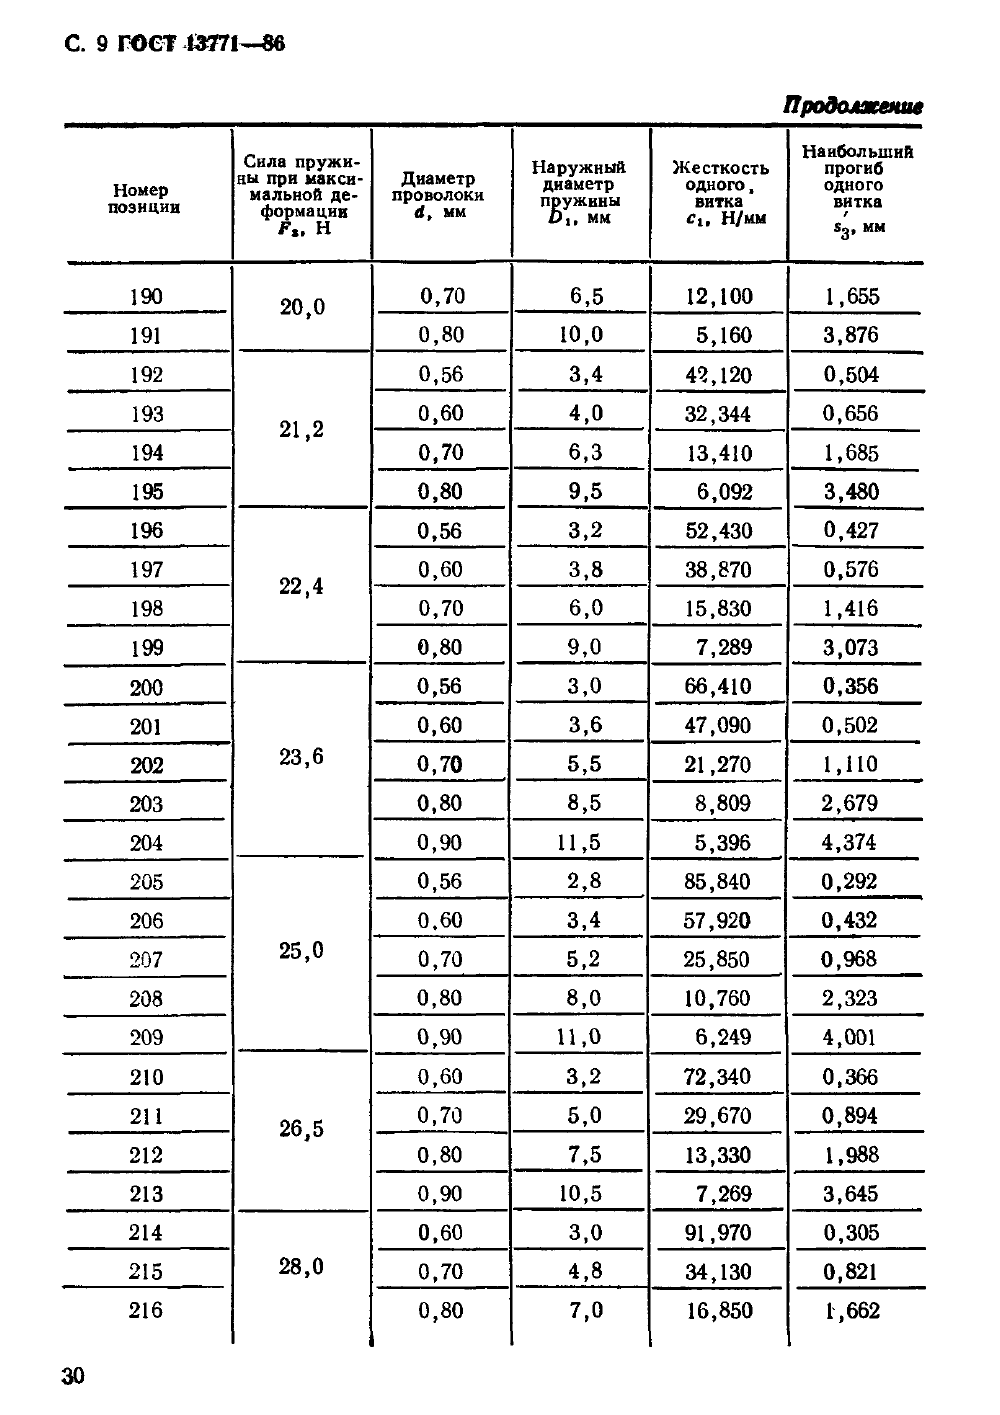 С. 9 ГОСТ 13771—86
Продолжение
Номер позиции | Сила пружи-ны при макси-мальной де-формации F₃, Н | Диаметр проволоки d, мм | Наружный диаметр пружины D₁, мм | Жесткость одного витка c₁, Н/мм | Наибольший прогиб одного витка s′₃, мм
190 | 20,0 | 0,70 | 6,5 | 12,100 | 1,655
191 | 0,80 | 10,0 | 5,160 | 3,876
192 | 21,2 | 0,56 | 3,4 | 42,120 | 0,504
193 | 0,60 | 4,0 | 32,344 | 0,656
194 | 0,70 | 6,3 | 13,410 | 1,685
195 | 0,80 | 9,5 | 6,092 | 3,480
196 | 22,4 | 0,56 | 3,2 | 52,430 | 0,427
197 | 0,60 | 3,8 | 38,870 | 0,576
198 | 0,70 | 6,0 | 15,830 | 1,416
199 | 0,80 | 9,0 | 7,289 | 3,073
200 | 23,6 | 0,56 | 3,0 | 66,410 | 0,356
201 | 0,60 | 3,6 | 47,090 | 0,502
202 | 0,70 | 5,5 | 21,270 | 1,110
203 | 0,80 | 8,5 | 8,809 | 2,679
204 | 0,90 | 11,5 | 5,396 | 4,374
205 | 25,0 | 0,56 | 2,8 | 85,840 | 0,292
206 | 0,60 | 3,4 | 57,920 | 0,432
207 | 0,70 | 5,2 | 25,850 | 0,968
208 | 0,80 | 8,0 | 10,760 | 2,323
209 | 0,90 | 11,0 | 6,249 | 4,001
210 | 26,5 | 0,60 | 3,2 | 72,340 | 0,366
211 | 0,70 | 5,0 | 29,670 | 0,894
212 | 0,80 | 7,5 | 13,330 | 1,988
213 | 0,90 | 10,5 | 7,269 | 3,645
214 | 28,0 | 0,60 | 3,0 | 91,970 | 0,305
215 | 0,70 | 4,8 | 34,130 | 0,821
216 | 0,80 | 7,0 | 16,850 | 1,662
30